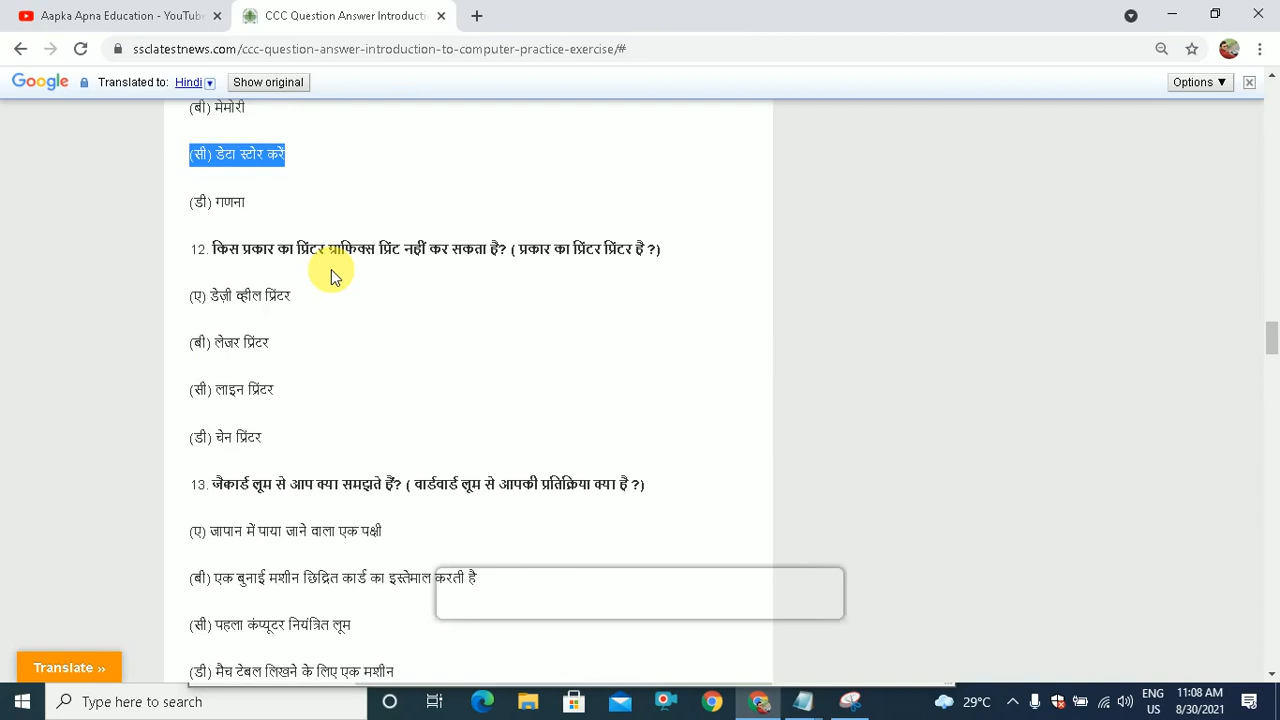 Aapka Apna Education - YouTube
CCC Question Answer Introducti
ssclatestnews.com/ccc-question-answer-introduction-to-computer-practice-exercise/#
Google Translated to: Hindi Show original Options ▼
(बी) मेमोरी
(सी) डेटा स्टोर करें
(डी) गणना
12. किस प्रकार का प्रिंटर ग्राफिक्स प्रिंट नहीं कर सकता है? ( प्रकार का प्रिंटर प्रिंटर है ?)
(ए) डेज़ी व्हील प्रिंटर
(बी) लेजर प्रिंटर
(सी) लाइन प्रिंटर
(डी) चेन प्रिंटर
13. जैकार्ड लूम से आप क्या समझते हैं? ( वार्डवार्ड लूम से आपकी प्रतिक्रिया क्या है ?)
(ए) जापान में पाया जाने वाला एक पक्षी
(बी) एक बुनाई मशीन छिद्रित कार्ड का इस्तेमाल करती है
(सी) पहला कंप्यूटर नियंत्रित लूम
(डी) मैच टेबल लिखने के लिए एक मशीन
Translate »
Type here to search
29°C
ENG
US
11:08 AM
8/30/2021